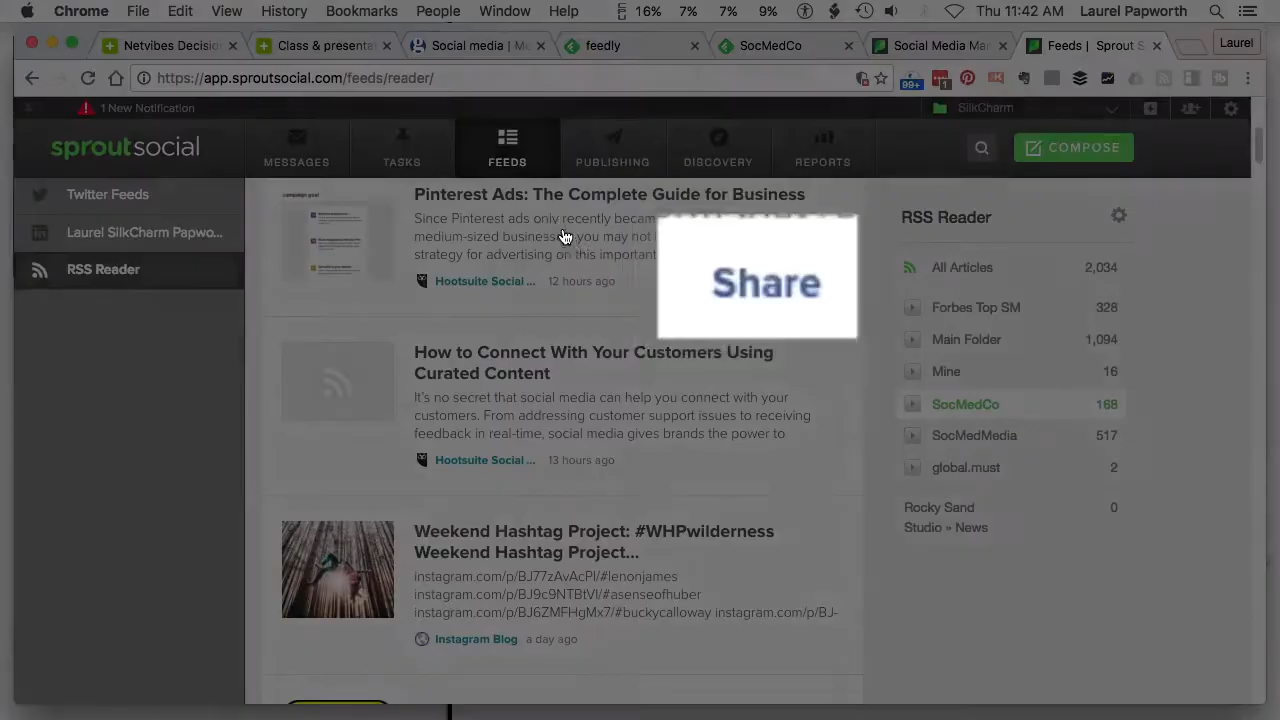 Chrome File Edit View History Bookmarks People Window Help 16% 7% 7% 9% Thu 11:42 AM Laurel Papworth
Netvibes Decisio
Class & presenta
Social media | Mu
feedly
SocMedCo
Social Media Man
Feeds | Sprout S
Laurel
https://app.sproutsocial.com/feeds/reader/
99+
1
1 New Notification
SilkCharm
sproutsocial
MESSAGES
TASKS
FEEDS
PUBLISHING
DISCOVERY
REPORTS
COMPOSE
Twitter Feeds
Laurel SilkCharm Papwo...
RSS Reader
Pinterest Ads: The Complete Guide for Business
Since Pinterest ads only recently becam
medium-sized business you may not
strategy for advertising on this important
Hootsuite Social ... 12 hours ago
Share
How to Connect With Your Customers Using
Curated Content
It's no secret that social media can help you connect with your
customers. From addressing customer support issues to receiving
feedback in real-time, social media gives brands the power to
Hootsuite Social ... 13 hours ago
Weekend Hashtag Project: #WHPwilderness
Weekend Hashtag Project...
instagram.com/p/BJ77zAvAcPl/#lenonjames
instagram.com/p/BJ9c9NTBtVl/#asenseofhuber
instagram.com/p/BJ6ZMFHgMx7/#buckycalloway instagram.com/p/BJ-
Instagram Blog a day ago
RSS Reader
All Articles 2,034
Forbes Top SM 328
Main Folder 1,094
Mine 16
SocMedCo 168
SocMedMedia 517
global.must 2
Rocky Sand 0
Studio » News